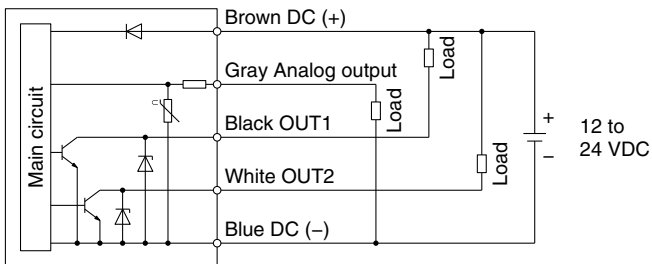 Brown DC (+)
Gray Analog output
Black OUT1
White OUT2
Blue DC (−)
Main circuit
Load
Load
Load
+
−
12 to
24 VDC